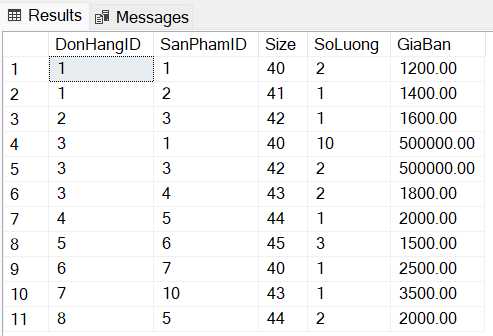 Results Messages
DonHangID SanPhamID Size SoLuong GiaBan
1 1 1 40 2 1200.00
2 1 2 41 1 1400.00
3 2 3 42 1 1600.00
4 3 1 40 10 500000.00
5 3 3 42 2 500000.00
6 3 4 43 2 1800.00
7 4 5 44 1 2000.00
8 5 6 45 3 1500.00
9 6 7 40 1 2500.00
10 7 10 43 1 3500.00
11 8 5 44 2 2000.00